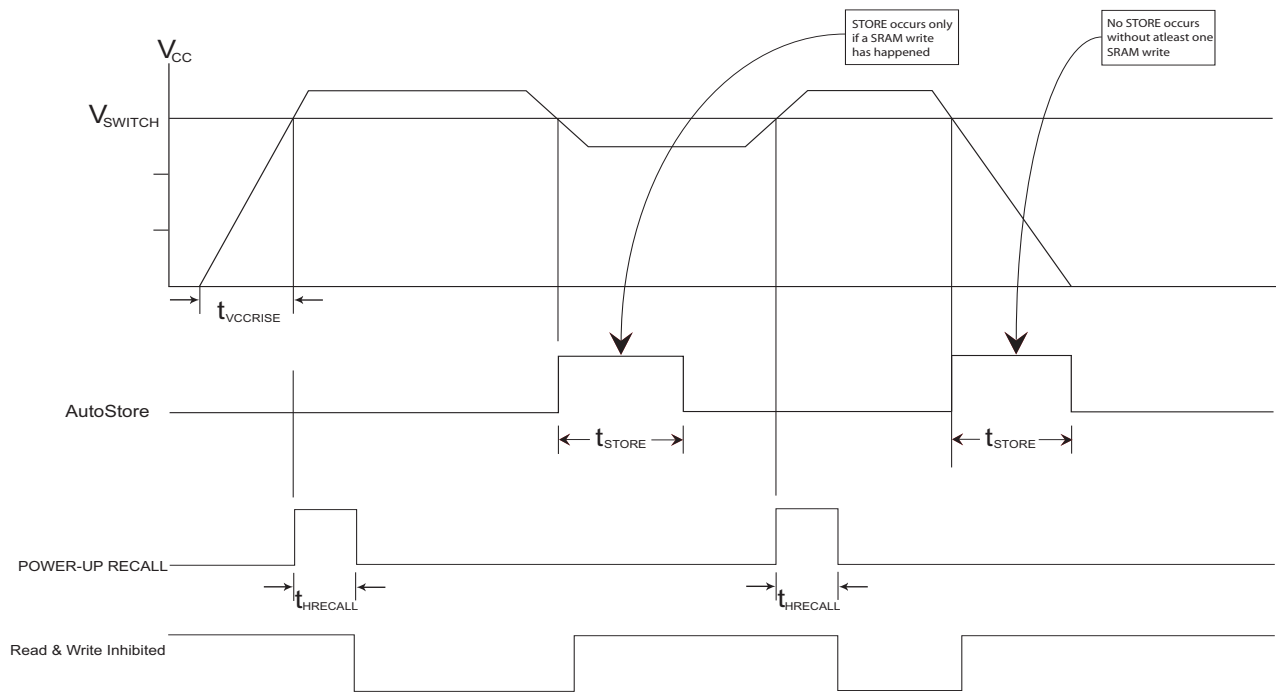 STORE occurs only
if a SRAM write
has happened
No STORE occurs
without atleast one
SRAM write
VCC
VSWITCH
tVCCRISE
AutoStore
tSTORE
tSTORE
POWER-UP RECALL
tHRECALL
tHRECALL
Read & Write Inhibited